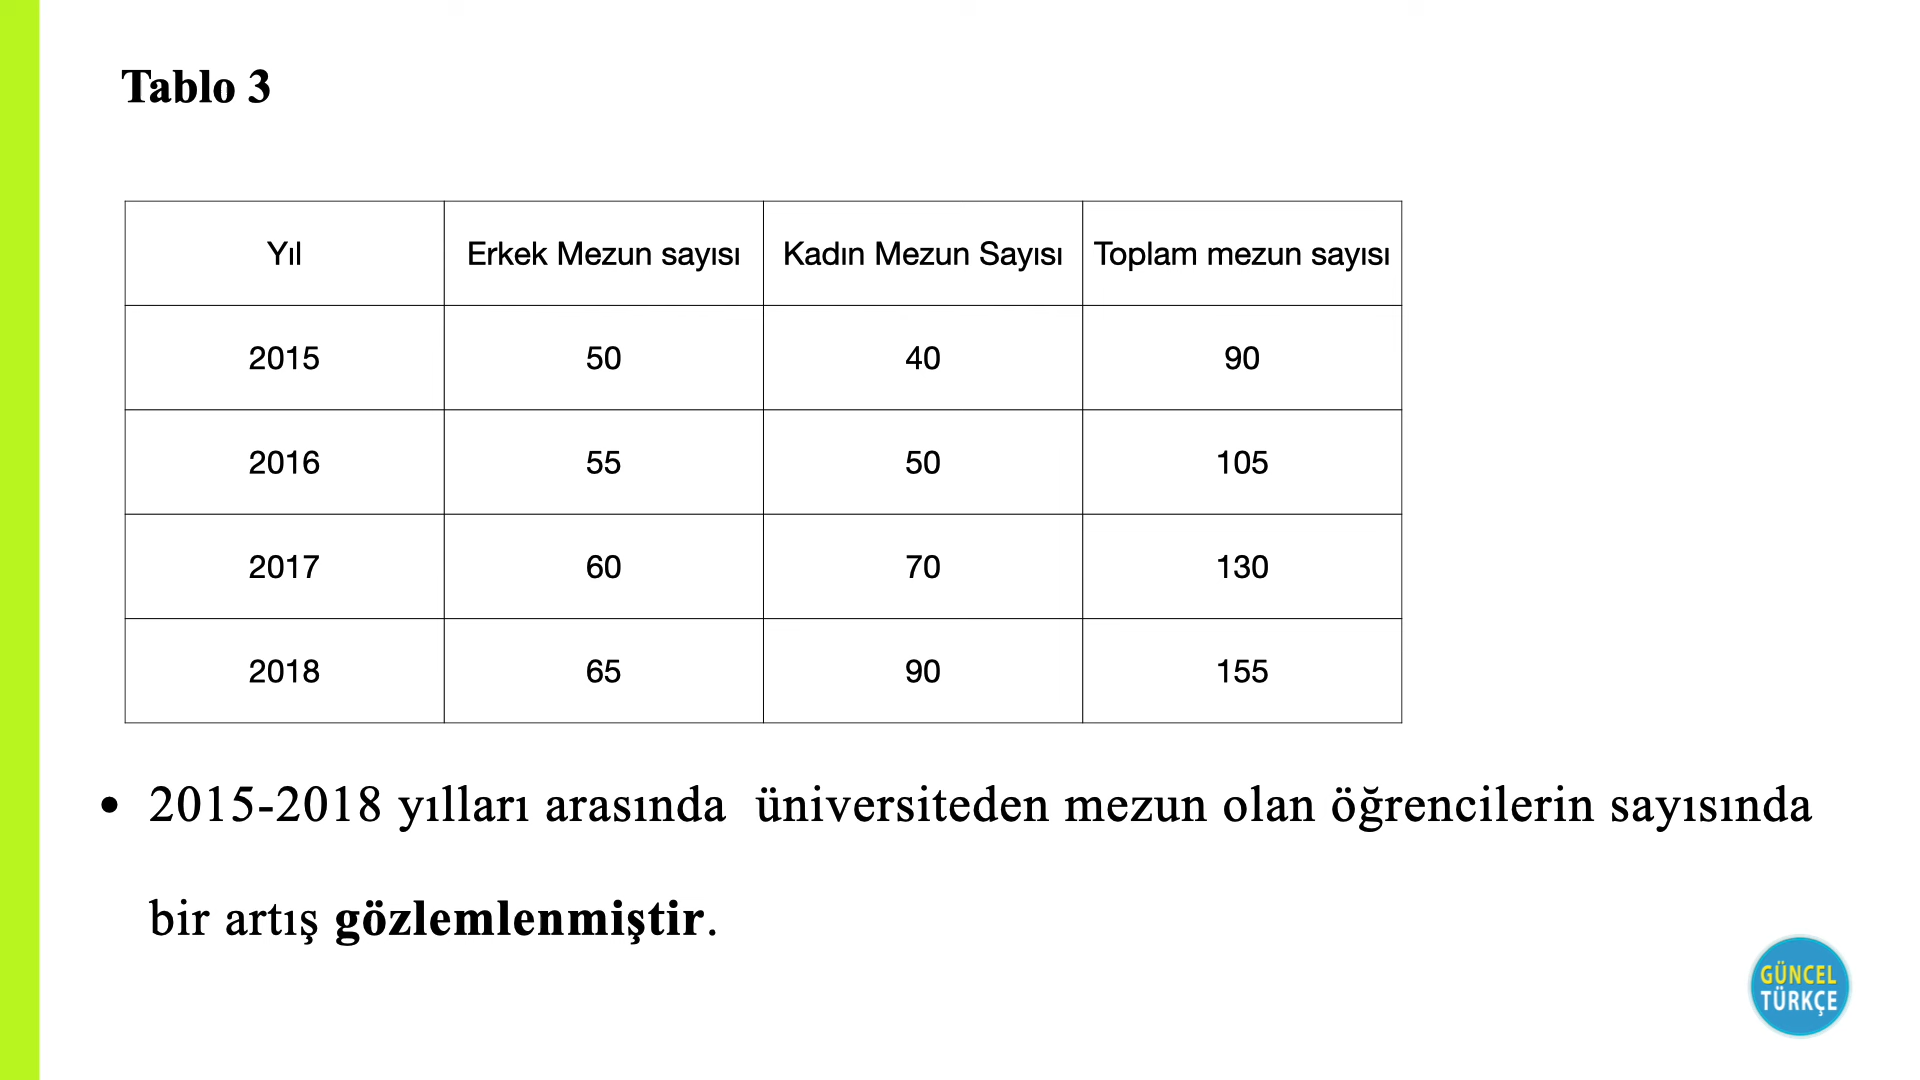 Tablo 3
Yıl Erkek Mezun sayısı Kadın Mezun Sayısı Toplam mezun sayısı
2015 50 40 90
2016 55 50 105
2017 60 70 130
2018 65 90 155
• 2015-2018 yılları arasında üniversiteden mezun olan öğrencilerin sayısında
bir artış gözlemlenmiştir.
GÜNCEL
TÜRKÇE